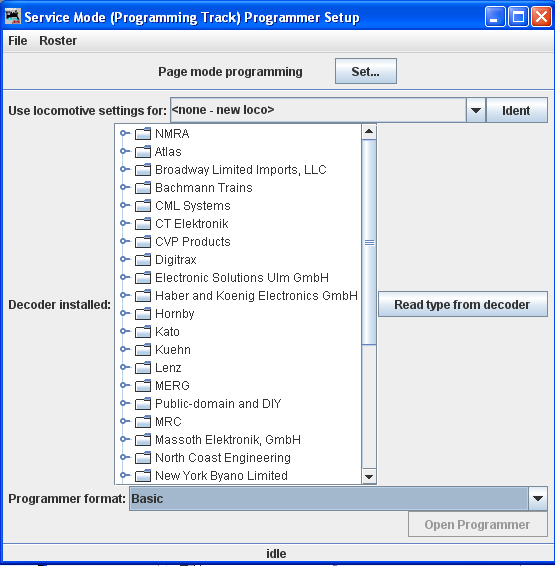 Service Mode (Programming Track) Programmer Setup
File Roster
Page mode programming Set...
Use locomotive settings for: <none - new loco> Ident
NMRA
Atlas
Broadway Limited Imports, LLC
Bachmann Trains
CML Systems
CT Elektronik
CVP Products
Digitrax
Electronic Solutions Ulm GmbH
Haber and Koenig Electronics GmbH
Decoder installed: Read type from decoder
Hornby
Kato
Kuehn
Lenz
MERG
Public-domain and DIY
MRC
Massoth Elektronik, GmbH
North Coast Engineering
New York Byano Limited
Programmer format: Basic
Open Programmer
idle